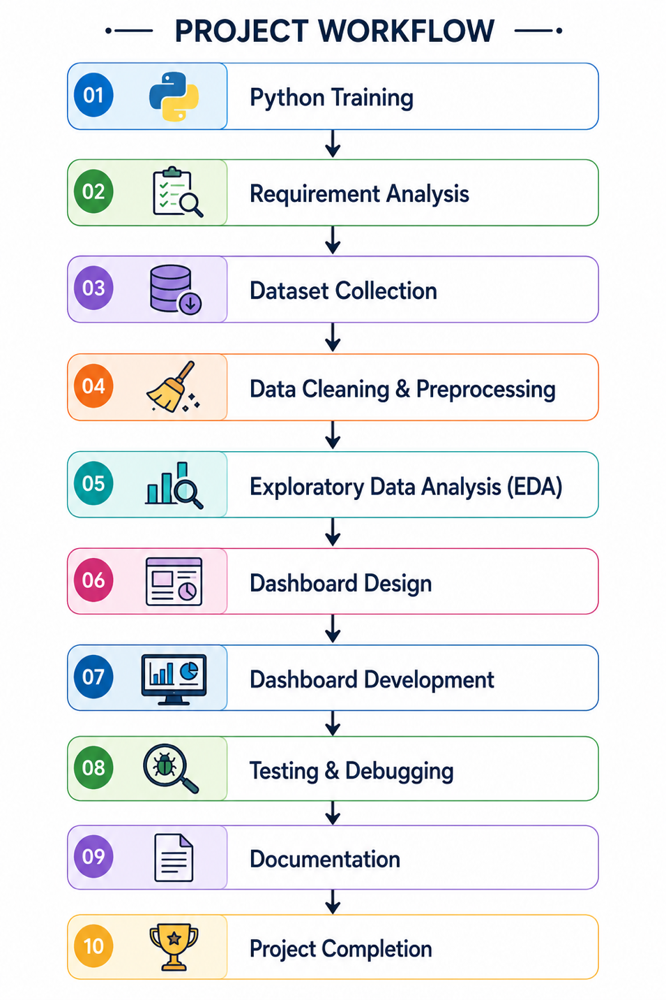 PROJECT WORKFLOW
01
Python Training
02
Requirement Analysis
03
Dataset Collection
04
Data Cleaning & Preprocessing
05
Exploratory Data Analysis (EDA)
06
Dashboard Design
07
Dashboard Development
08
Testing & Debugging
09
Documentation
10
Project Completion